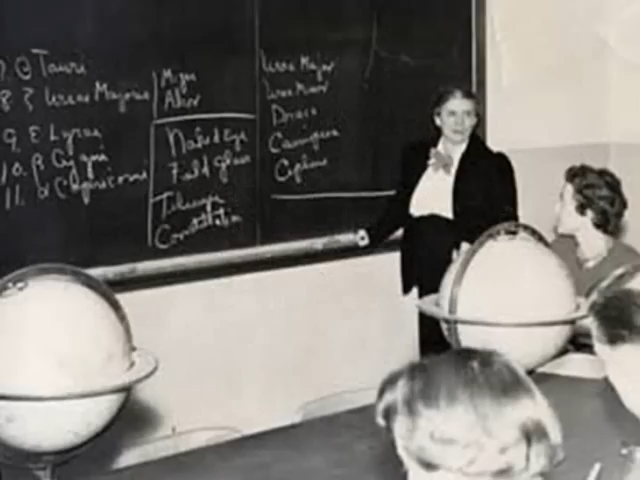 7. Θ Tauri
8 ζ Ursae Majoris
9. ε Lyrae
10. β Cygni
11. α Capricorni
Mizar
Alcor
Naked Eye
Field glass
Telescope
Constellation
Ursa Major
Ursa Minor
Draco
Cassiopeia
Cepheus